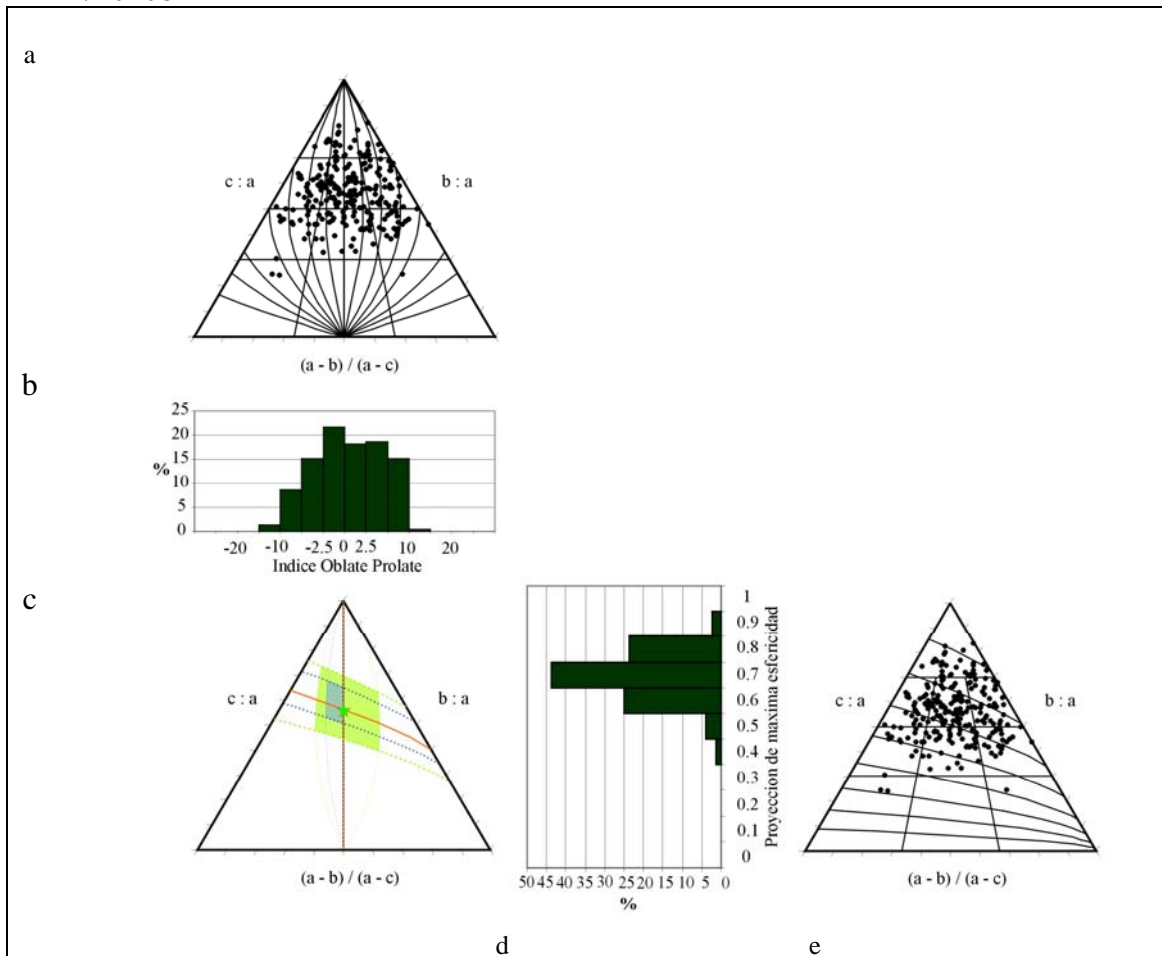 a
c : a
b : a
(a - b) / (a - c)
b
25
20
15
10
5
0
%
-20
-10
-2.5
0
2.5
10
20
Indice Oblate Prolate
c
c : a
b : a
(a - b) / (a - c)
1
0.9
0.8
0.7
0.6
0.5
0.4
0.3
0.2
0.1
0
Proyeccion de maxima esfericidad
50 45 40 35 30 25 20 15 10 5 0
%
c : a
b : a
(a - b) / (a - c)
d
e